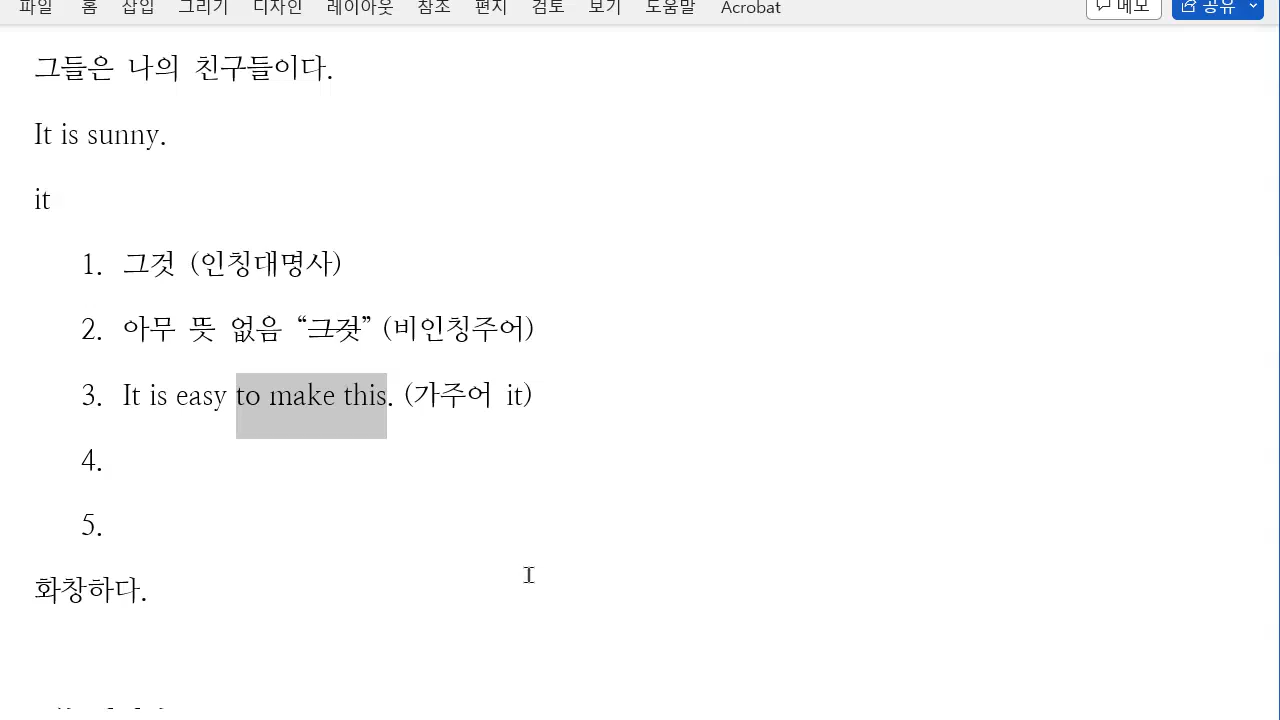 파일 홈 삽입 그리기 디자인 레이아웃 참조 편지 검토 보기 도움말 Acrobat 메모 공유
그들은 나의 친구들이다.
It is sunny.
it
1. 그것 (인칭대명사)
2. 아무 뜻 없음 “그것” (비인칭주어)
3. It is easy to make this. (가주어 it)
4.
5.
화창하다.